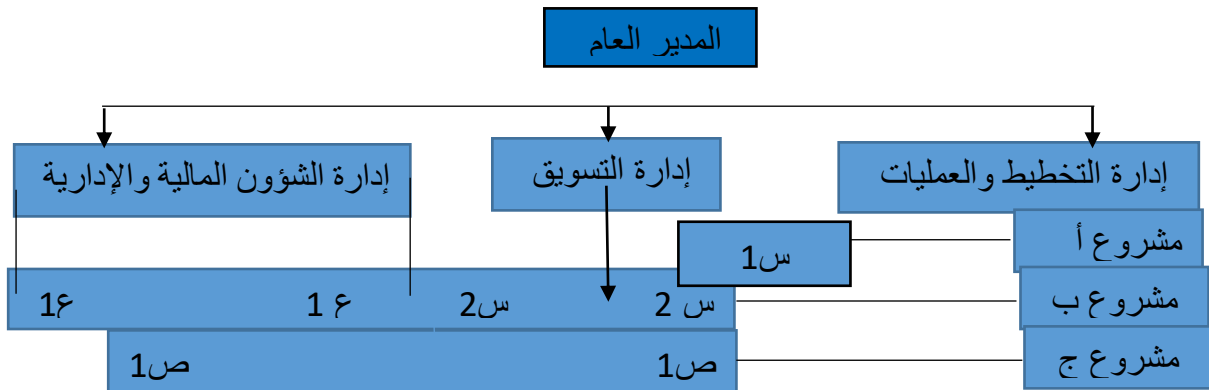 المدير العام
إدارة التخطيط والعمليات
إدارة التسويق
إدارة الشؤون المالية والإدارية
مشروع أ
س1
مشروع ب
س 2
س2
ع 1
ع1
مشروع ج
ص1
ص1